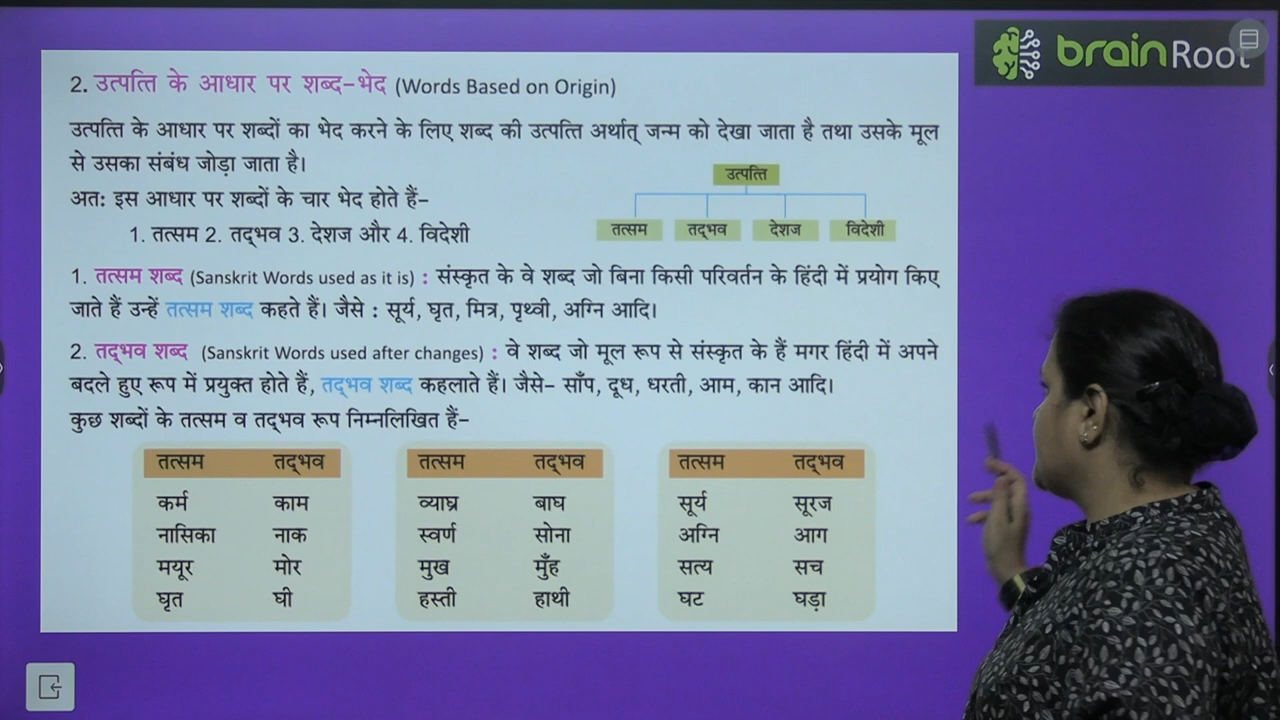 brainRoot
2. उत्पत्ति के आधार पर शब्द-भेद (Words Based on Origin)
उत्पत्ति के आधार पर शब्दों का भेद करने के लिए शब्द की उत्पत्ति अर्थात् जन्म को देखा जाता है तथा उसके मूल
से उसका संबंध जोड़ा जाता है।
उत्पत्ति
अत: इस आधार पर शब्दों के चार भेद होते हैं-
तत्सम तद्‌भव देशज विदेशी
1. तत्सम 2. तद्‌भव 3. देशज और 4. विदेशी
1. तत्सम शब्द (Sanskrit Words used as it is) : संस्कृत के वे शब्द जो बिना किसी परिवर्तन के हिंदी में प्रयोग किए
जाते हैं उन्हें तत्सम शब्द कहते हैं। जैसे : सूर्य, घृत, मित्र, पृथ्वी, अग्नि आदि।
2. तद्‌भव शब्द (Sanskrit Words used after changes) : वे शब्द जो मूल रूप से संस्कृत के हैं मगर हिंदी में अपने
बदले हुए रूप में प्रयुक्त होते हैं, तद्‌भव शब्द कहलाते हैं। जैसे- साँप, दूध, धरती, आम, कान आदि।
कुछ शब्दों के तत्सम व तद्‌भव रूप निम्नलिखित हैं-
तत्सम तद्‌भव तत्सम तद्‌भव तत्सम तद्‌भव
कर्म काम व्याघ्र बाघ सूर्य सूरज
नासिका नाक स्वर्ण सोना अग्नि आग
मयूर मोर मुख मुँह सत्य सच
घृत घी हस्ती हाथी घट घड़ा